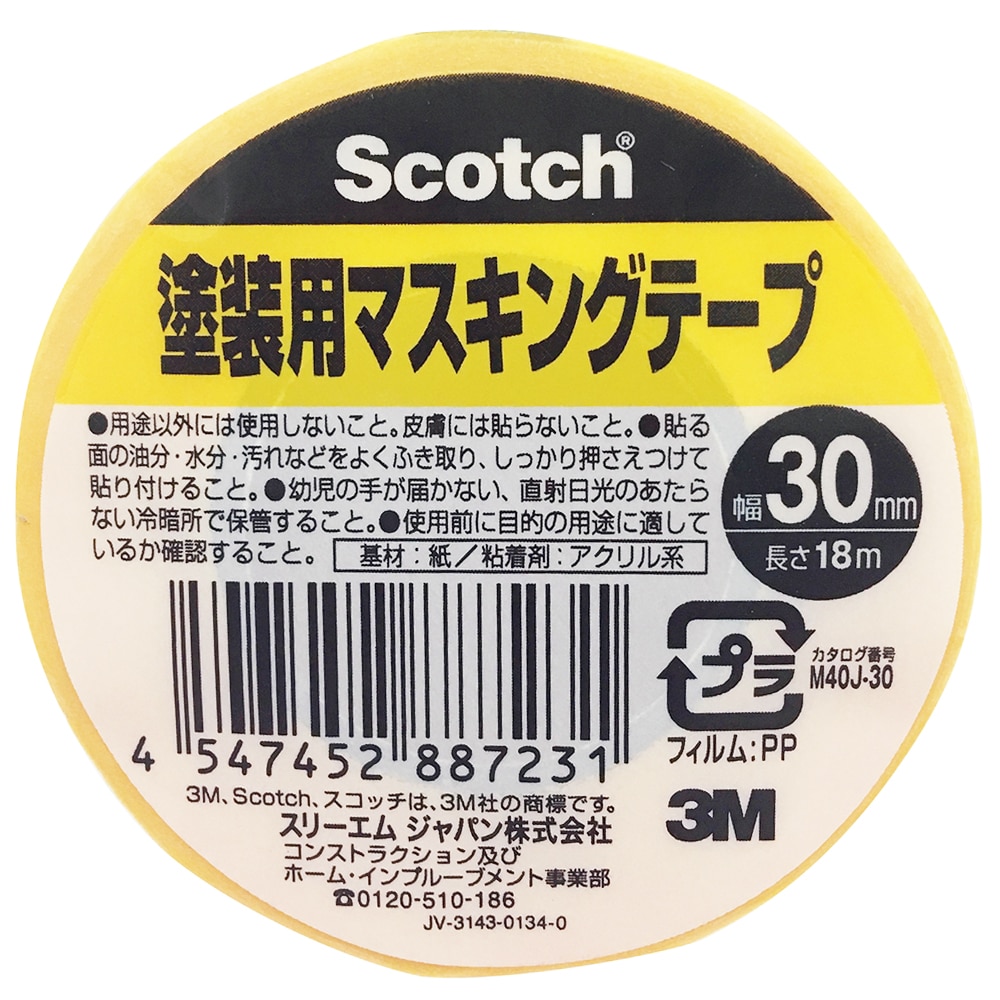 Scotch®
塗装用マスキングテープ
●用途以外には使用しないこと。皮膚には貼らないこと。●貼る
面の油分・水分・汚れなどをよくふき取り、しっかり押さえつけて
貼り付けること。●幼児の手が届かない、直射日光のあたら
ない冷暗所で保管すること。●使用前に目的の用途に適して
いるか確認すること。
基材：紙／粘着剤：アクリル系
幅30mm
長さ18m
プラ
フィルム：PP
カタログ番号
M40J-30
4 547452 887231
3M、Scotch、スコッチは、3M社の商標です。
スリーエム ジャパン株式会社
コンストラクション及び
ホーム・インプルーブメント事業部
☎0120-510-186
JV-3143-0134-0
3M